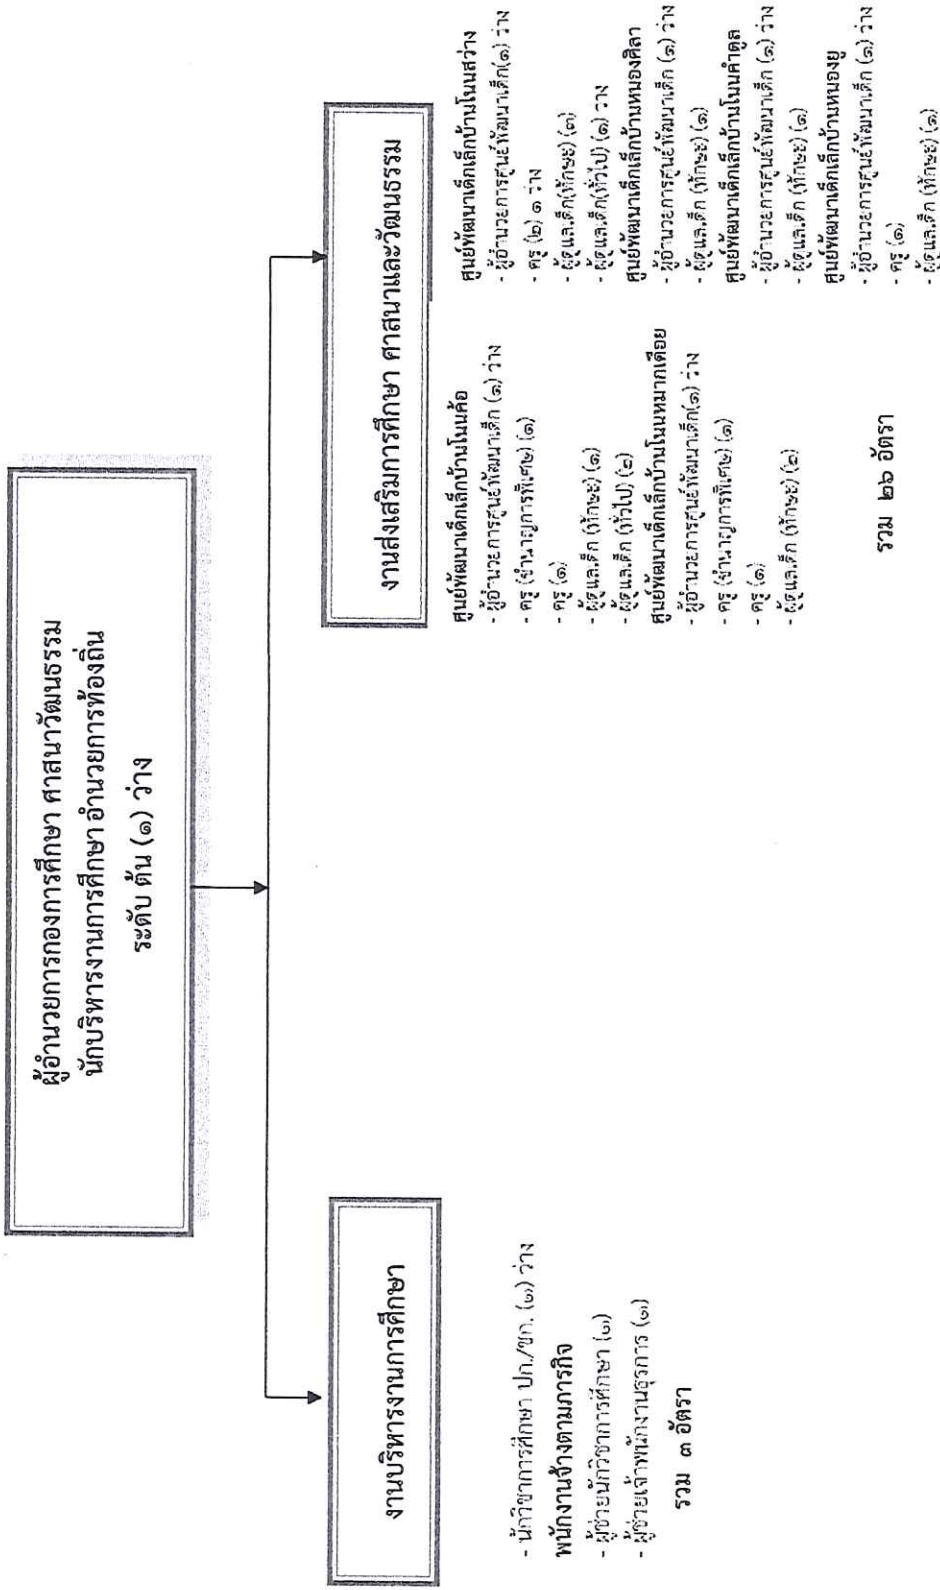 ผู้อำนวยการกองการศึกษา ศาสนาวัฒนธรรม
นักบริหารงานการศึกษา อำนวยการท้องถิ่น
ระดับ ต้น (๑) ว่าง
งานบริหารงานการศึกษา
- นักวิชาการศึกษา ปก./ชก. (๑) ว่าง
พนักงานจ้างตามภารกิจ
- ผู้ช่วยนักวิชาการศึกษา (๑)
- ผู้ช่วยเจ้าพนักงานธุรการ (๑)
รวม ๓ อัตรา
งานส่งเสริมการศึกษา ศาสนาและวัฒนธรรม
ศูนย์พัฒนาเด็กเล็กบ้านโนนค้อ
- ผู้อำนวยการศูนย์พัฒนาเด็ก (๑) ว่าง
- ครู (ชำนาญการพิเศษ) (๑)
- ครู (๑)
- ผู้ดูแลเด็ก (ทักษะ) (๑)
- ผู้ดูแลเด็ก (ทั่วไป) (๒)
ศูนย์พัฒนาเด็กเล็กบ้านโนนหมากเดือย
- ผู้อำนวยการศูนย์พัฒนาเด็ก(๑) ว่าง
- ครู (ชำนาญการพิเศษ) (๑)
- ครู (๑)
- ผู้ดูแลเด็ก (ทักษะ) (๒)
ศูนย์พัฒนาเด็กเล็กบ้านโนนสว่าง
- ผู้อำนวยการศูนย์พัฒนาเด็ก(๑) ว่าง
- ครู (๒) ๑ ว่าง
- ผู้ดูแลเด็ก(ทักษะ) (๓)
- ผู้ดูแลเด็ก(ทั่วไป) (๑) ว่าง
ศูนย์พัฒนาเด็กเล็กบ้านหนองศิลา
- ผู้อำนวยการศูนย์พัฒนาเด็ก (๑) ว่าง
- ผู้ดูแลเด็ก (ทักษะ) (๑)
ศูนย์พัฒนาเด็กเล็กบ้านโนนคำตูล
- ผู้อำนวยการศูนย์พัฒนาเด็ก (๑) ว่าง
- ผู้ดูแลเด็ก (ทักษะ) (๑)
ศูนย์พัฒนาเด็กเล็กบ้านหนองยู
- ผู้อำนวยการศูนย์พัฒนาเด็ก (๑) ว่าง
- ครู (๑)
- ผู้ดูแลเด็ก (ทักษะ) (๑)
รวม ๒๖ อัตรา